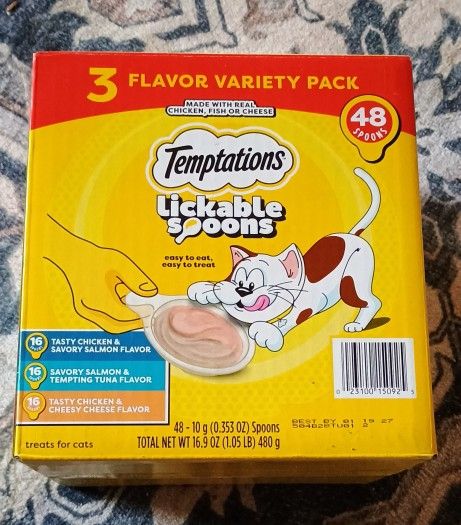 3 FLAVOR VARIETY PACK
MADE WITH REAL
CHICKEN, FISH OR CHEESE
48
SPOONS
Temptations
Lickable
spoons
easy to eat,
easy to treat
16
TASTY CHICKEN &
SAVORY SALMON FLAVOR
16
SAVORY SALMON &
TEMPTING TUNA FLAVOR
16
TASTY CHICKEN &
CHEESY CHEESE FLAVOR
treats for cats
48 - 10 g (0.353 OZ) Spoons
TOTAL NET WT 16.9 OZ (1.05 LB) 480 g
0 23100 15092 5
BEST BY 01 19 27